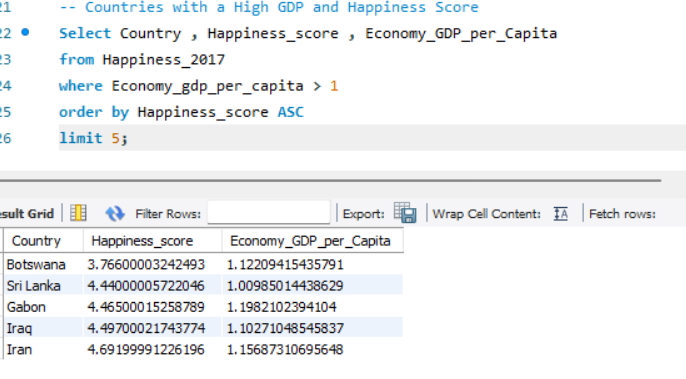 21 -- Countries with a High GDP and Happiness Score
22 Select Country , Happiness_score , Economy_GDP_per_Capita
23 from Happiness_2017
24 where Economy_gdp_per_capita > 1
25 order by Happiness_score ASC
26 limit 5;
esult Grid Filter Rows: Export: Wrap Cell Content: IA Fetch rows:
Country Happiness_score Economy_GDP_per_Capita
Botswana 3.76600003242493 1.12209415435791
Sri Lanka 4.44000005722046 1.00985014438629
Gabon 4.46500015258789 1.1982102394104
Iraq 4.49700021743774 1.10271048545837
Iran 4.69199991226196 1.15687310695648